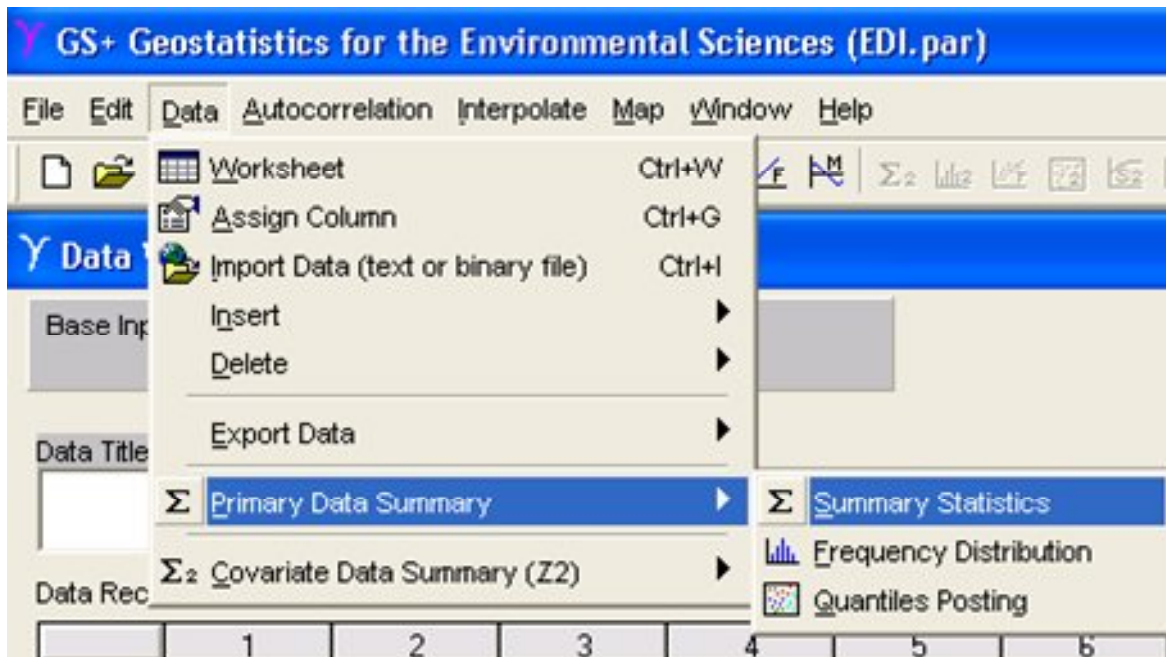 GS+ Geostatistics for the Environmental Sciences (EDI.par)
File Edit Data Autocorrelation Interpolate Map Window Help
Worksheet Ctrl+W
Assign Column Ctrl+G
Import Data (text or binary file) Ctrl+I
Insert
Delete
Export Data
Σ Primary Data Summary
Σ2 Covariate Data Summary (Z2)
Σ Summary Statistics
Frequency Distribution
Quantiles Posting
F M Σ2
Data
Base Inp
Data Title
Data Rec
1 2 3 4 5 6